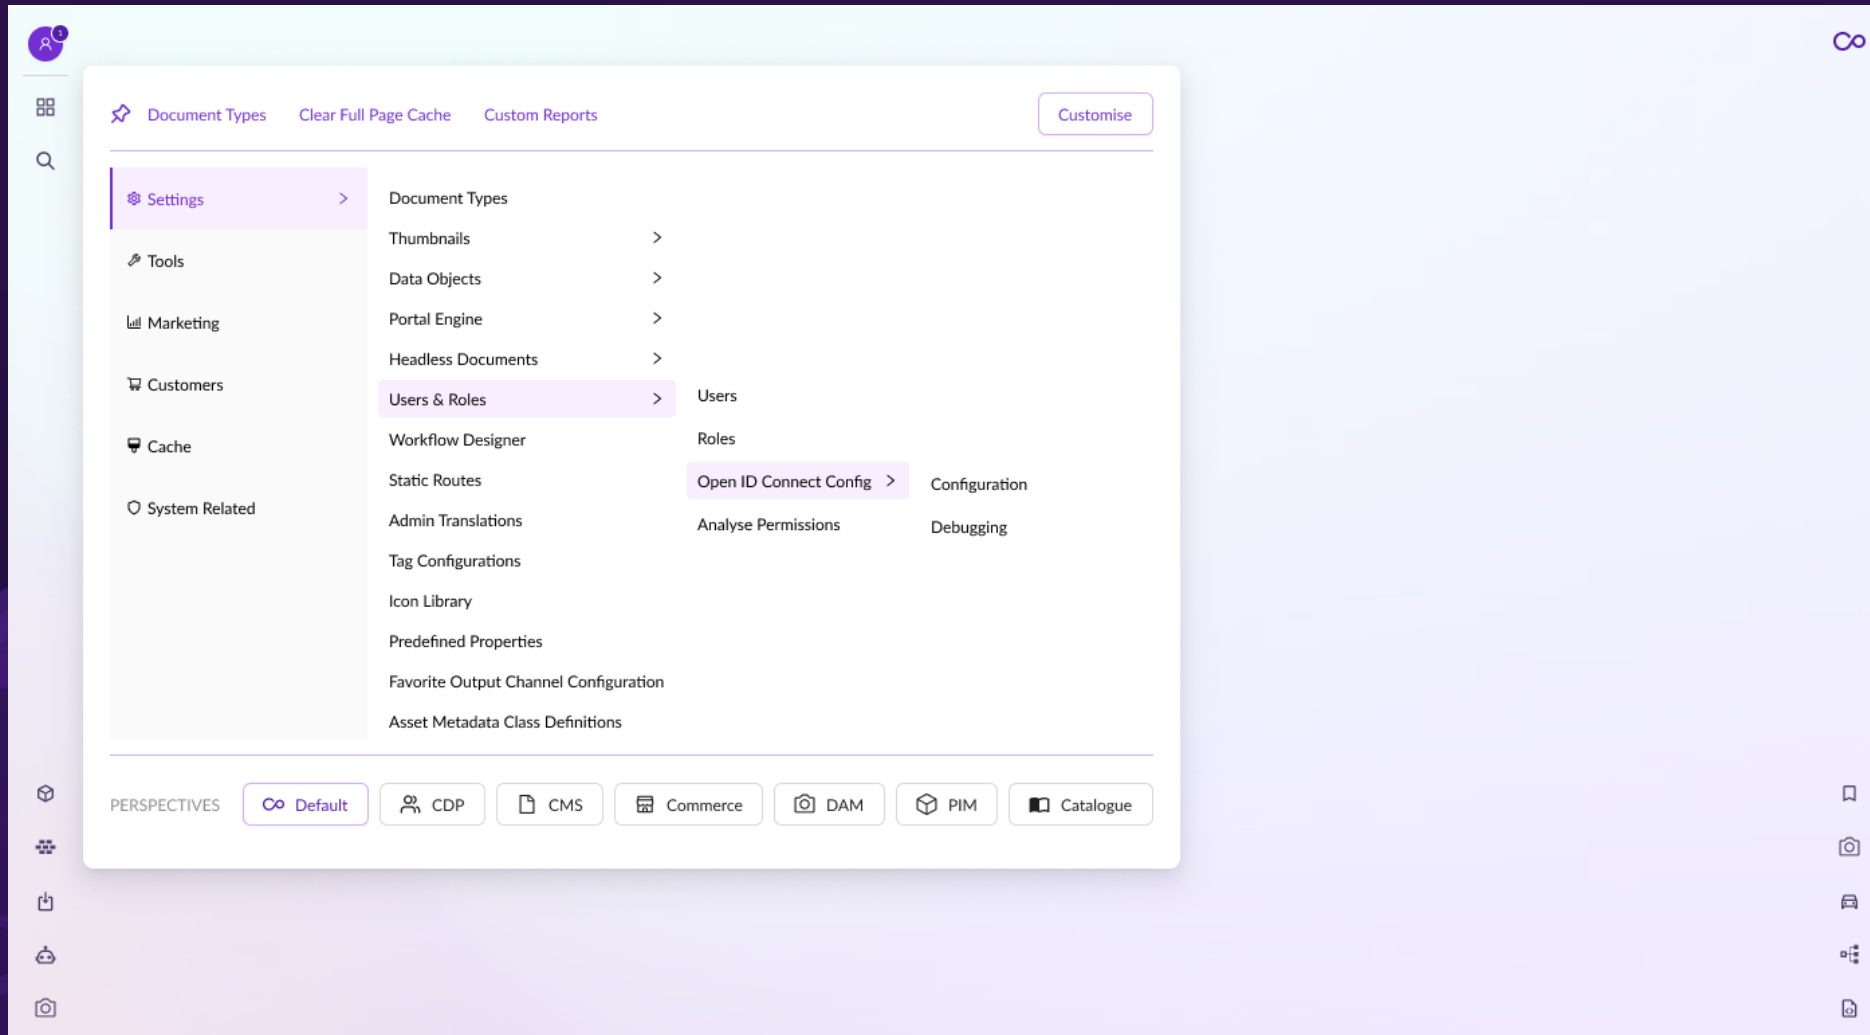 1
Document Types
Clear Full Page Cache
Custom Reports
Customise
Settings
Tools
Marketing
Customers
Cache
System Related
Document Types
Thumbnails
Data Objects
Portal Engine
Headless Documents
Users & Roles
Workflow Designer
Static Routes
Admin Translations
Tag Configurations
Icon Library
Predefined Properties
Favorite Output Channel Configuration
Asset Metadata Class Definitions
Users
Roles
Open ID Connect Config
Analyse Permissions
Configuration
Debugging
PERSPECTIVES
Default
CDP
CMS
Commerce
DAM
PIM
Catalogue